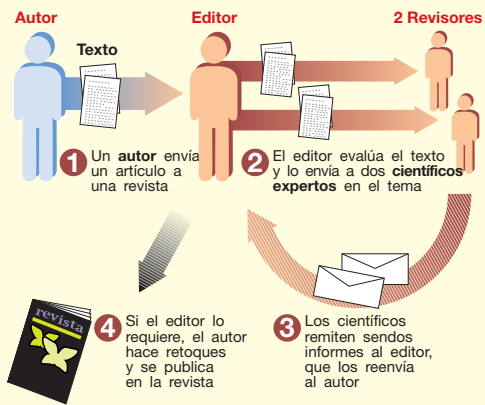 Autor
Editor
2 Revisores
Texto
1 Un autor envía
un artículo a
una revista
2 El editor evalúa el texto
y lo envía a dos científicos
expertos en el tema
3 Los científicos
remiten sendos
informes al editor,
que los reenvía
al autor
revista
4 Si el editor lo
requiere, el autor
hace retoques
y se publica
en la revista